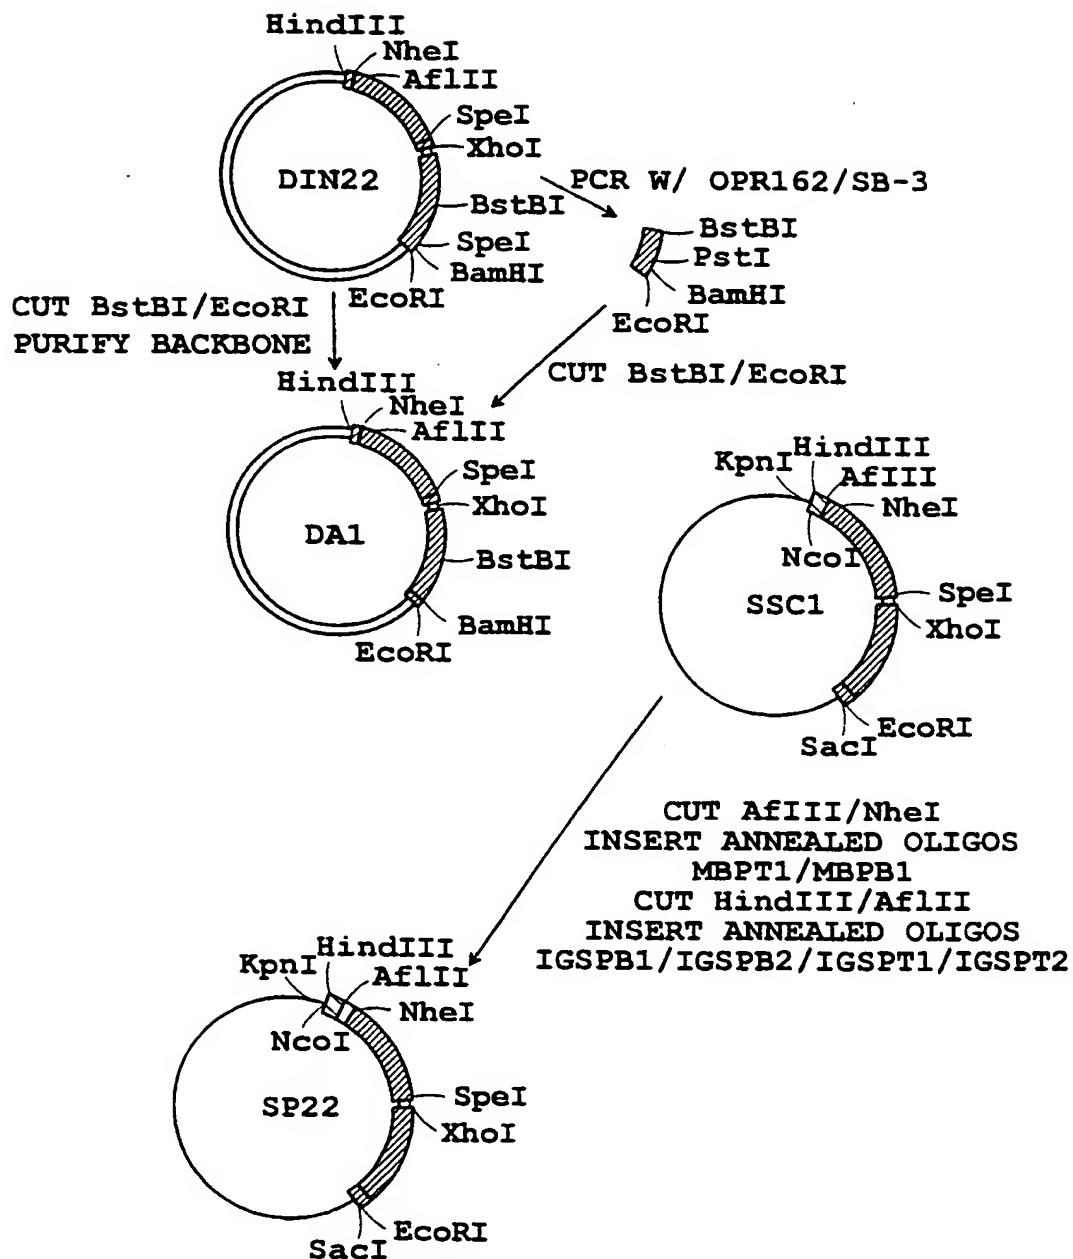 HindIII
NheI
AflII
SpeI
XhoI
DIN22
BstBI
SpeI
BamHI
EcoRI
PCR W/ OPR162/SB-3
BstBI
PstI
BamHI
EcoRI
CUT BstBI/EcoRI
PURIFY BACKBONE
CUT BstBI/EcoRI
HindIII
NheI
AflII
SpeI
XhoI
DA1
BstBI
BamHI
EcoRI
KpnI
HindIII
AfIII
NheI
NcoI
SSC1
SpeI
XhoI
EcoRI
SacI
CUT AfIII/NheI
INSERT ANNEALED OLIGOS
MBPT1/MBPB1
CUT HindIII/AflII
INSERT ANNEALED OLIGOS
IGSPB1/IGSPB2/IGSPT1/IGSPT2
KpnI
HindIII
AflII
NheI
NcoI
SP22
SpeI
XhoI
EcoRI
SacI